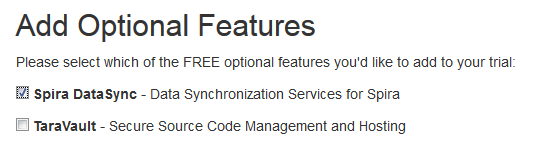 Add Optional Features
Please select which of the FREE optional features you'd like to add to your trial:
Spira DataSync - Data Synchronization Services for Spira
TaraVault - Secure Source Code Management and Hosting